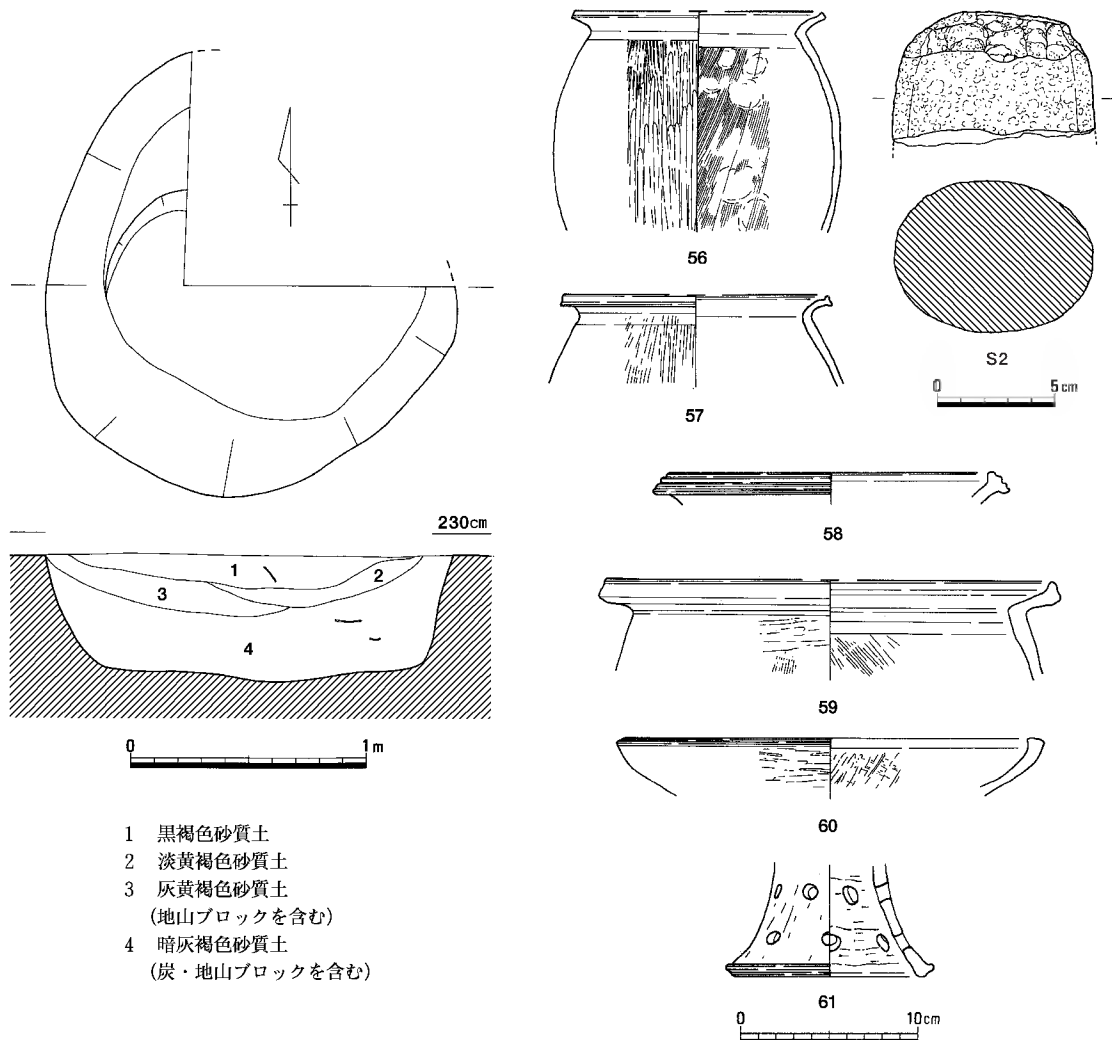 230cm
1
2
3
4
0 1m
1 黒褐色砂質土
2 淡黄褐色砂質土
3 灰黄褐色砂質土
(地山ブロックを含む)
4 暗灰褐色砂質土
(炭・地山ブロックを含む)
56
57
S2
0 5cm
58
59
60
61
0 10cm